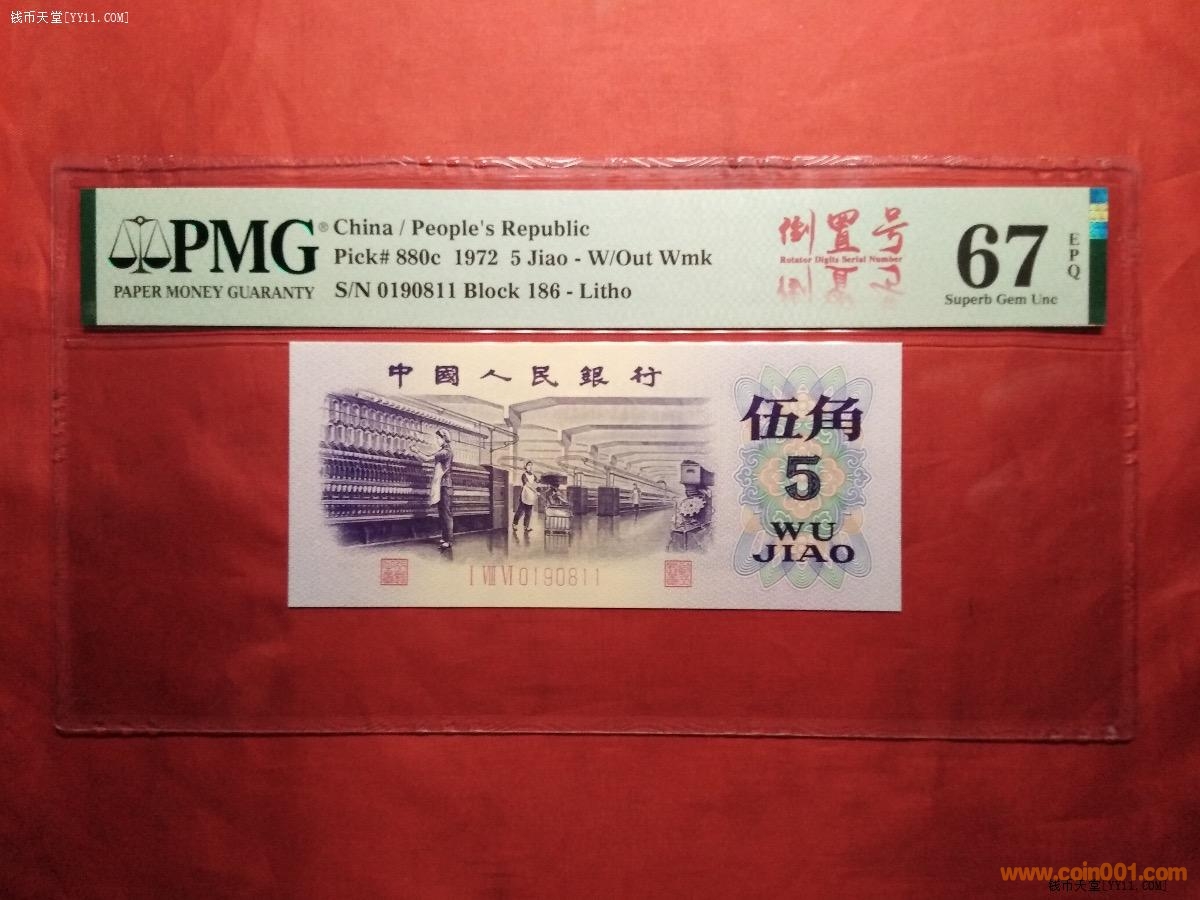 钱币天堂[YY11.COM]
PMG®
PAPER MONEY GUARANTY
China / People's Republic
Pick# 880c 1972 5 Jiao - W/Out Wmk
S/N 0190811 Block 186 - Litho
倒置号
Rotator Digits Serial Number
67
EPQ
Superb Gem Unc
中國人民銀行
伍角
5
WU
JIAO
I VIII VI 0190811
www.coin001.com
钱币天堂[YY11.COM]